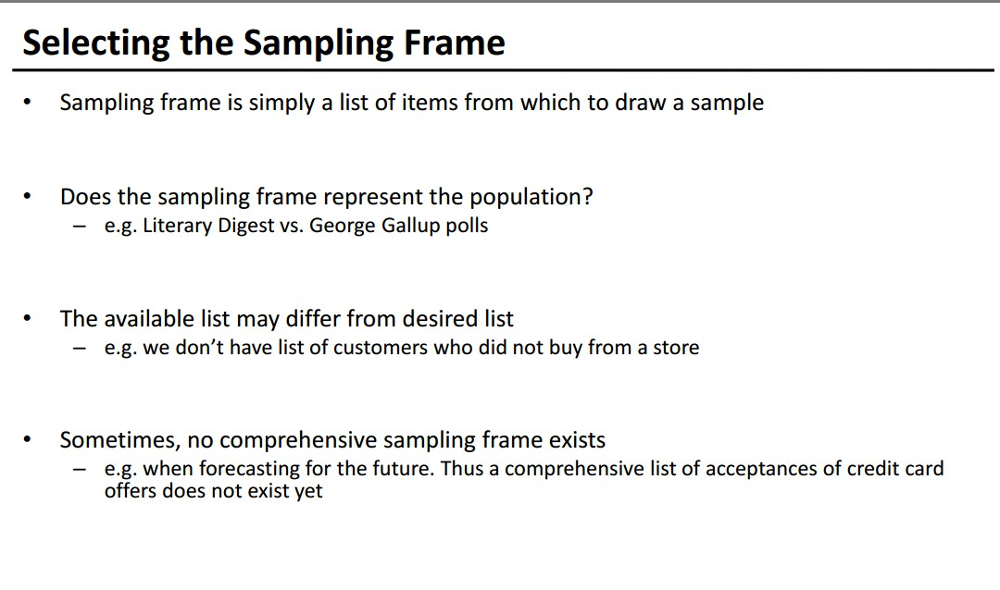 Selecting the Sampling Frame
• Sampling frame is simply a list of items from which to draw a sample
• Does the sampling frame represent the population?
– e.g. Literary Digest vs. George Gallup polls
• The available list may differ from desired list
– e.g. we don’t have list of customers who did not buy from a store
• Sometimes, no comprehensive sampling frame exists
– e.g. when forecasting for the future. Thus a comprehensive list of acceptances of credit card
offers does not exist yet